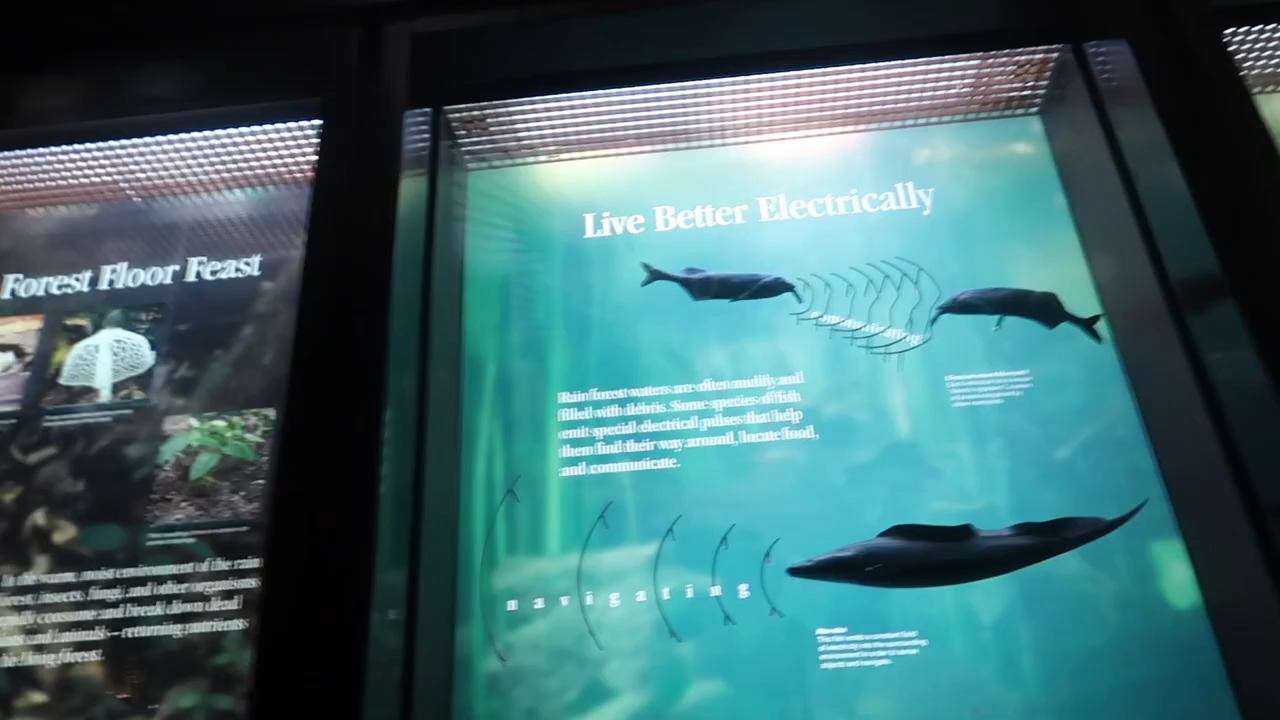 Forest Floor Feast
In the warm, moist environment of the rain
forest, insects, fungi, and other organisms
consume and break down dead
and animals—returning nutrients
the living forest.
Live Better Electrically
communicating
Rain forest waters are often muddy and
filled with debris. Some species of fish
emit special electrical pulses that help
them find their way around, locate food,
and communicate.
navigating